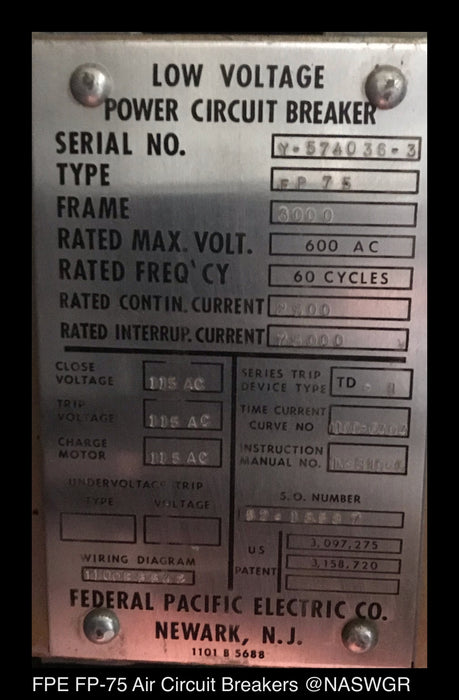 LOW VOLTAGE
POWER CIRCUIT BREAKER
SERIAL NO. Y-574036-3
TYPE FP 75
FRAME 3000
RATED MAX. VOLT. 600 AC
RATED FREQ'CY 60 CYCLES
RATED CONTIN. CURRENT
RATED INTERRUP. CURRENT
CLOSE
VOLTAGE 115 AC
TRIP
VOLTAGE 115 AC
CHARGE
MOTOR 115 AC
UNDERVOLTAGE TRIP
TYPE VOLTAGE
WIRING DIAGRAM
SERIES TRIP
DEVICE TYPE TD
TIME CURRENT
CURVE NO
INSTRUCTION
MANUAL NO.
S.O. NUMBER
US
PATENT
3,097,275
3,158,720
FEDERAL PACIFIC ELECTRIC CO.
NEWARK, N.J.
1101 B 5688
FPE FP-75 Air Circuit Breakers @NASWGR